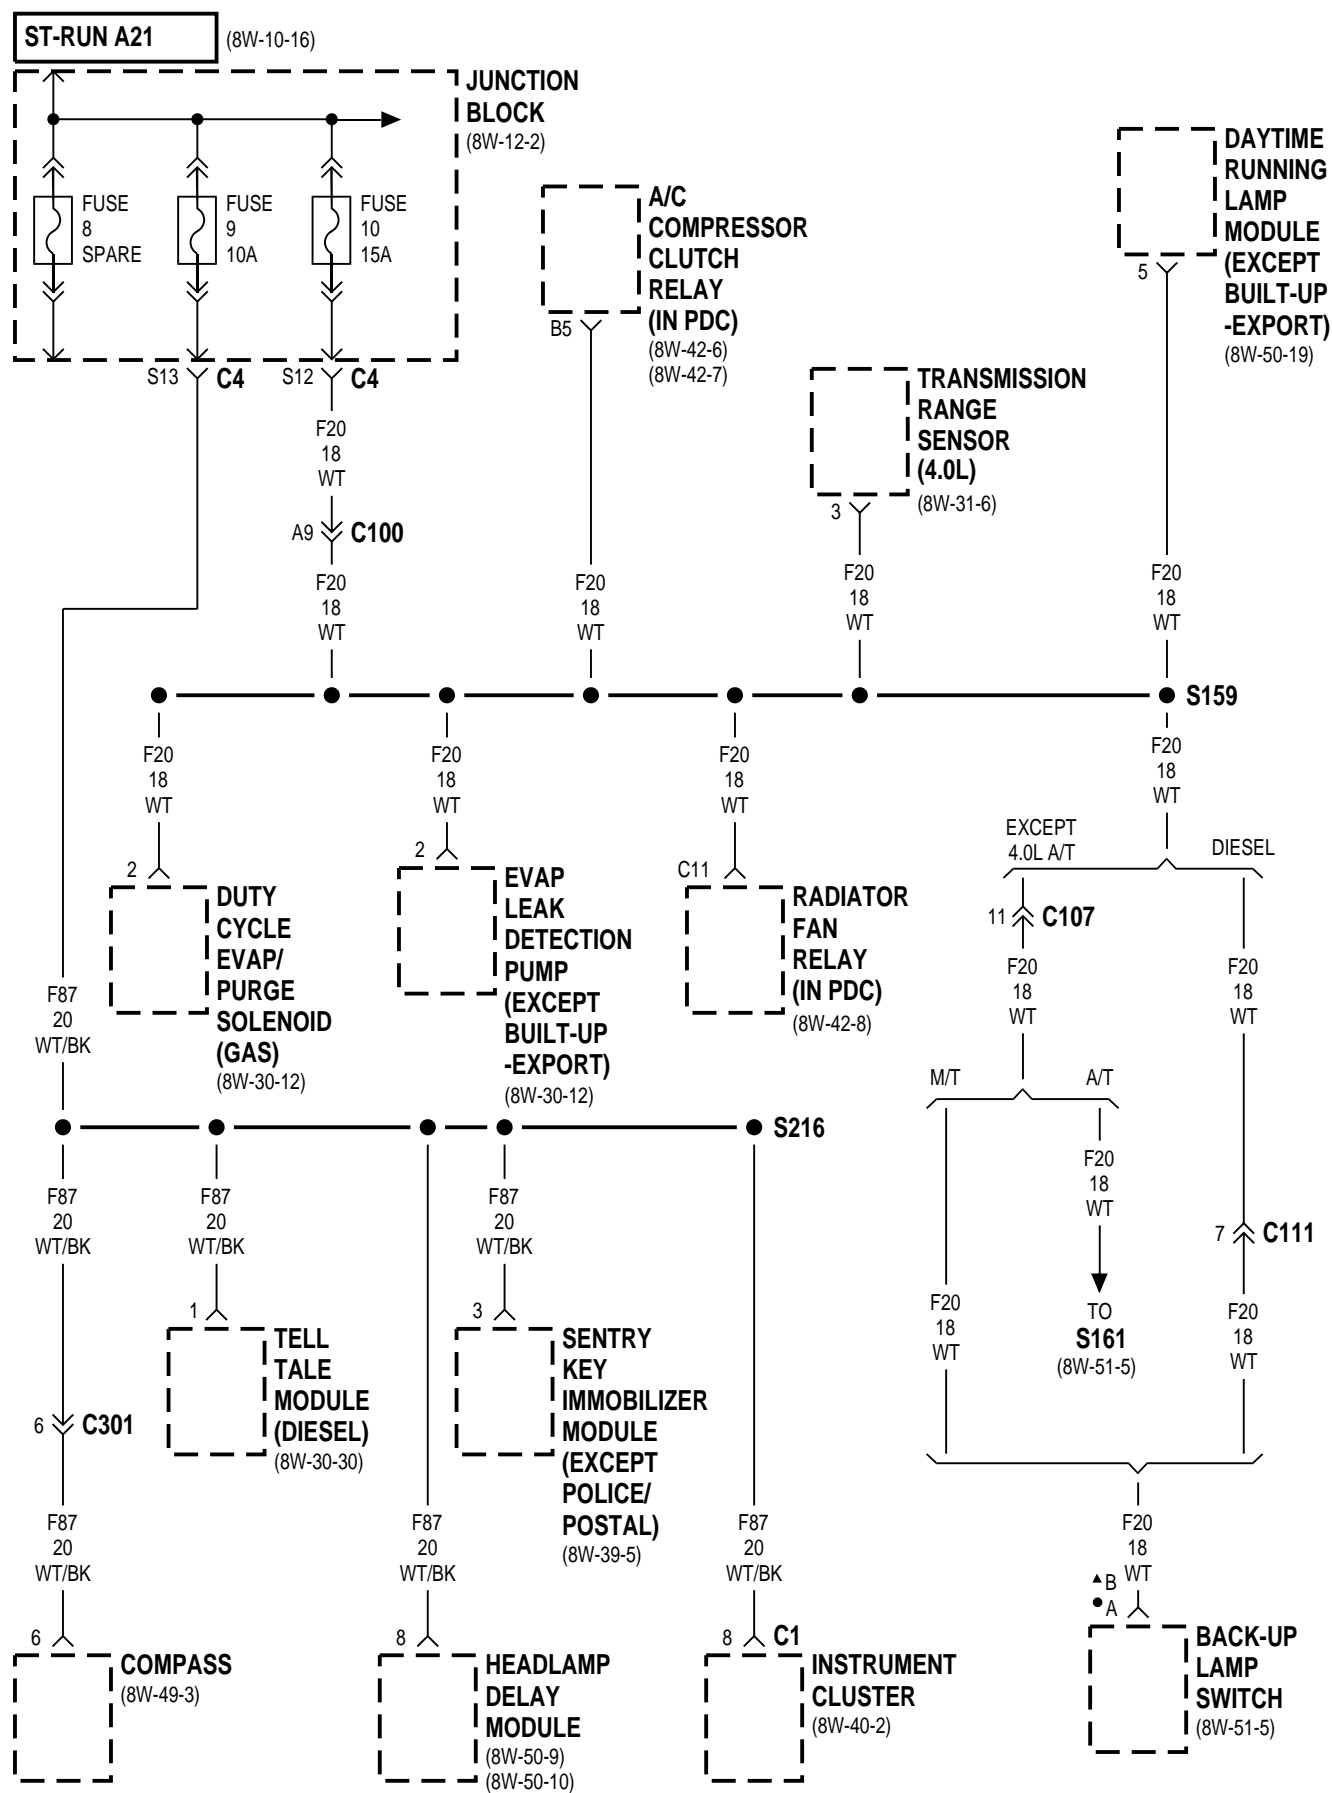 ST-RUN A21
(8W-10-16)
JUNCTION
BLOCK
(8W-12-2)
FUSE
8
SPARE
FUSE
9
10A
FUSE
10
15A
S13
C4
S12
C4
F20
18
WT
A9
C100
F20
18
WT
A/C
COMPRESSOR
CLUTCH
RELAY
(IN PDC)
(8W-42-6)
(8W-42-7)
B5
F20
18
WT
TRANSMISSION
RANGE
SENSOR
(4.0L)
(8W-31-6)
3
F20
18
WT
DAYTIME
RUNNING
LAMP
MODULE
(EXCEPT
BUILT-UP
-EXPORT)
(8W-50-19)
5
F20
18
WT
S159
F20
18
WT
2
DUTY
CYCLE
EVAP/
PURGE
SOLENOID
(GAS)
(8W-30-12)
F20
18
WT
2
EVAP
LEAK
DETECTION
PUMP
(EXCEPT
BUILT-UP
-EXPORT)
(8W-30-12)
F20
18
WT
C11
RADIATOR
FAN
RELAY
(IN PDC)
(8W-42-8)
F20
18
WT
EXCEPT
4.0L A/T
DIESEL
11
C107
F20
18
WT
F20
18
WT
M/T
A/T
F20
18
WT
TO
S161
(8W-51-5)
7
C111
F20
18
WT
F20
18
WT
F20
18
WT
B
A
BACK-UP
LAMP
SWITCH
(8W-51-5)
F87
20
WT/BK
S216
F87
20
WT/BK
6
C301
F87
20
WT/BK
6
COMPASS
(8W-49-3)
F87
20
WT/BK
1
TELL
TALE
MODULE
(DIESEL)
(8W-30-30)
F87
20
WT/BK
8
HEADLAMP
DELAY
MODULE
(8W-50-9)
(8W-50-10)
F87
20
WT/BK
3
SENTRY
KEY
IMMOBILIZER
MODULE
(EXCEPT
POLICE/
POSTAL)
(8W-39-5)
F87
20
WT/BK
8
C1
INSTRUMENT
CLUSTER
(8W-40-2)